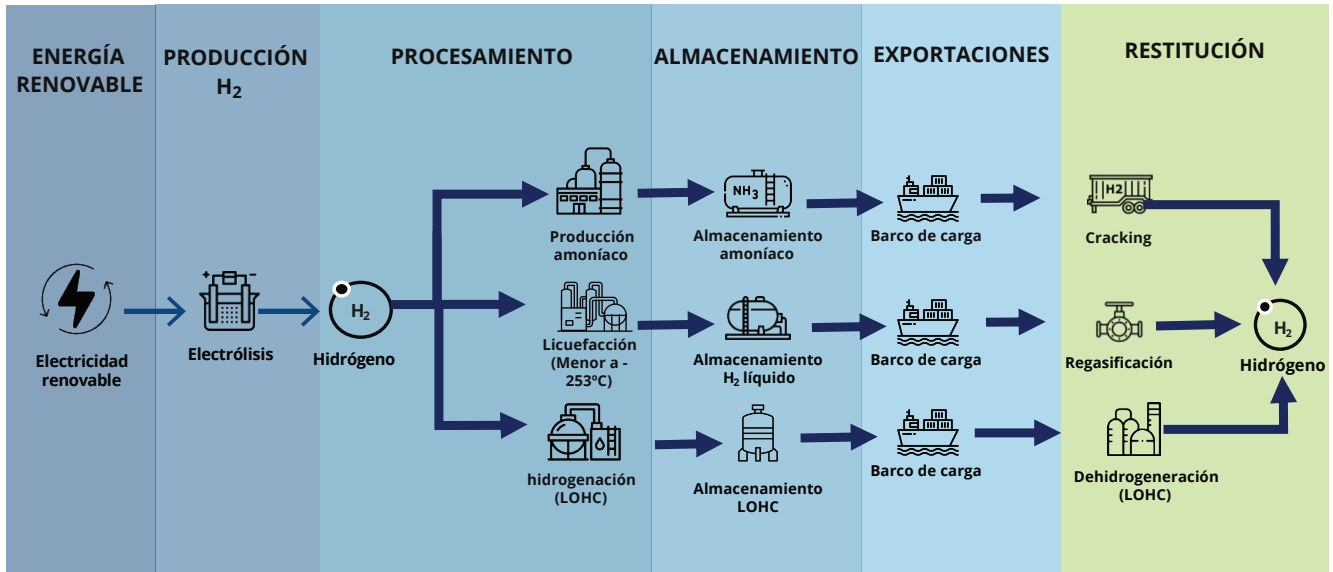 ENERGÍA
RENOVABLE
PRODUCCIÓN
H₂
PROCESAMIENTO
ALMACENAMIENTO
EXPORTACIONES
RESTITUCIÓN
Electricidad
renovable
+ -
Electrólisis
H₂
Hidrógeno
Producción
amoníaco
NH₃
Almacenamiento
amoníaco
Barco de carga
H2
Cracking
Licuefacción
(Menor a -
253°C)
Almacenamiento
H₂ líquido
Barco de carga
Regasificación
H₂
Hidrógeno
hidrogenación
(LOHC)
Almacenamiento
LOHC
Barco de carga
Dehidrogeneración
(LOHC)